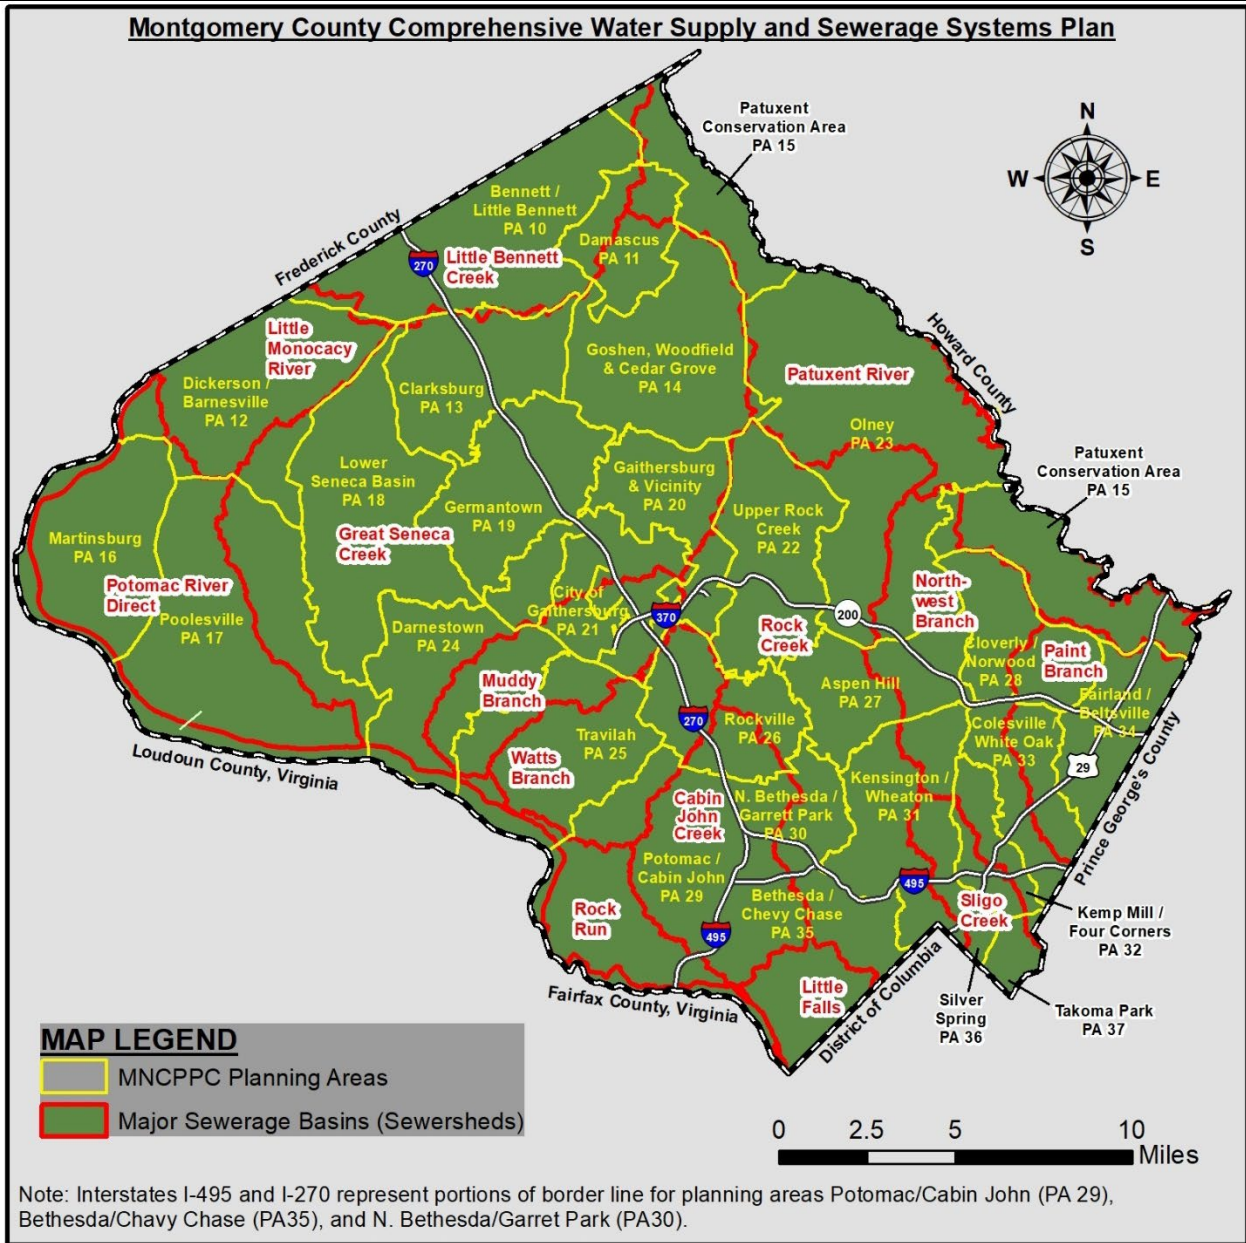 Montgomery County Comprehensive Water Supply and Sewerage Systems Plan
Patuxent
Conservation Area
PA 15
N
W
E
S
Bennett /
Little Bennett
PA 10
Frederick County
Damascus
PA 11
270
Little Bennett
Creek
Howard County
Little
Monocacy
River
Goshen, Woodfield
& Cedar Grove
PA 14
Patuxent River
Dickerson /
Barnesville
PA 12
Clarksburg
PA 13
Olney
PA 23
Patuxent
Conservation Area
PA 15
Lower
Seneca Basin
PA 18
Gaithersburg
& Vicinity
PA 20
Germantown
PA 19
Upper Rock
Creek
PA 22
Martinsburg
PA 16
Great Seneca
Creek
Potomac River
Direct
Poolesville
PA 17
City of
Gaithersburg
PA 21
370
200
North-
west
Branch
Darnestown
PA 24
Rock
Creek
Cloverly /
Norwood
PA 28
Paint
Branch
Muddy
Branch
Aspen Hill
PA 27
Fairland /
Beltsville
PA 34
270
Rockville
PA 26
Colesville /
White Oak
PA 33
Travilah
PA 25
Watts
Branch
29
Loudoun County, Virginia
Kensington /
Wheaton
PA 31
Cabin
John
Creek
N. Bethesda /
Garrett Park
PA 30
Prince George's County
Potomac /
Cabin John
PA 29
495
Bethesda /
Chevy Chase
PA 35
Sligo
Creek
Rock
Run
495
Kemp Mill /
Four Corners
PA 32
Little
Falls
District of Columbia
Fairfax County, Virginia
Silver
Spring
PA 36
Takoma Park
PA 37
MAP LEGEND
MNCPPC Planning Areas
Major Sewerage Basins (Sewersheds)
0 2.5 5 10
Miles
Note: Interstates I-495 and I-270 represent portions of border line for planning areas Potomac/Cabin John (PA 29),
Bethesda/Chavy Chase (PA35), and N. Bethesda/Garret Park (PA30).